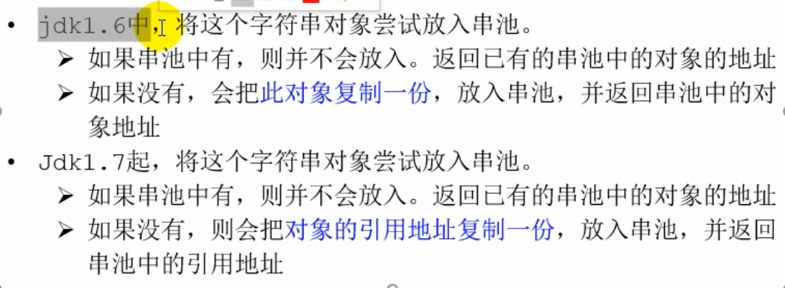 • jdk1.6中，将这个字符串对象尝试放入串池。
➢ 如果串池中有，则并不会放入。返回已有的串池中的对象的地址
➢ 如果没有，会把此对象复制一份，放入串池，并返回串池中的对
象地址
• Jdk1.7起，将这个字符串对象尝试放入串池。
➢ 如果串池中有，则并不会放入。返回已有的串池中的对象的地址
➢ 如果没有，则会把对象的引用地址复制一份，放入串池，并返回
串池中的引用地址